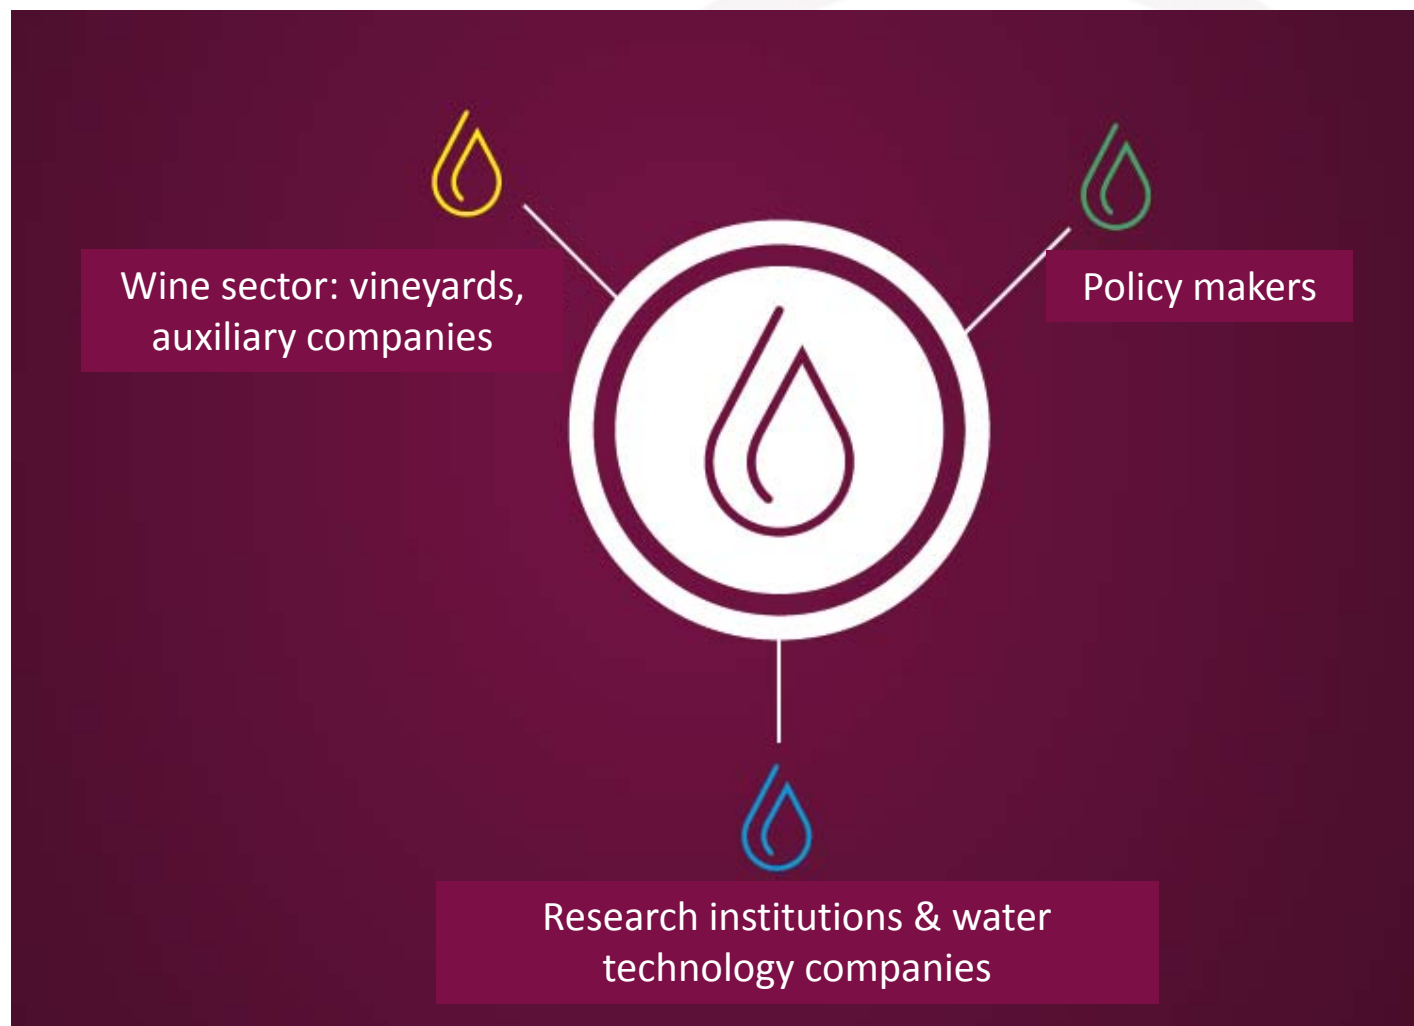 Wine sector: vineyards,
auxiliary companies
Policy makers
Research institutions & water
technology companies